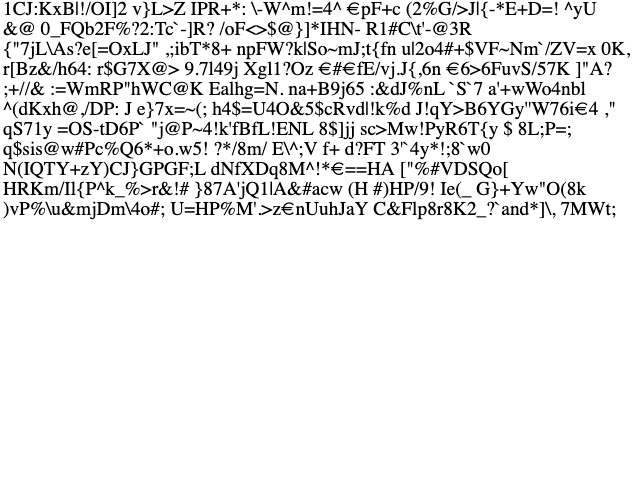 1CJ:KxBl!/OI]2 v}L>Z IPR+*: \-W^m!=4^ €pF+c (2%G/>Jl{-*E+D=! ^yU
&@ 0_FQb2F%?2:Tc`-]R? /oF<>$@}]*IHN- R1#C\t'-@3R
{"7jL\As?e[=OxLJ" ,;ibT*8+ npFW?klSo~mJ;t{fn ul2o4#+$VF~Nm`/ZV=x 0K,
r[Bz&/h64: r$G7X@> 9.7l49j Xgl1?Oz €#€fE/vj.J{,6n €6>6FuvS/57K ]"A?
;+//& :=WmRP"hWC@K Ealhg=N. na+B9j65 :&dJ%nL `S`7 a'+wWo4nbl
^(dKxh@,/DP: J e}7x=~(; h4$=U4O&5$cRvd|!k%d J!qY>B6YGy"W76i€4 ,"
qS71y =OS-tD6P` "j@P~4!k'fBfL!ENL 8$]jj sc>Mw!PyR6T{y $ 8L;P=;
q$sis@w#Pc%Q6*+o.w5! ?*/8m/ E\^;V f+ d?FT 3'`4y*!;8`w0
N(IQTY+zY)CJ}GPGF;L dNfXDq8M^!*€==HA ["%#VDSQo[
HRKm/Il{P^k_%>r&!# }87A'jQ1lA&#acw (H #)HP/9! Ie(_ G}+Yw"O(8k
)vP%\u&mjDm\4o#; U=HP%M'.>z€nUuhJaY C&Flp8r8K2_?`and*]\, 7MWt;